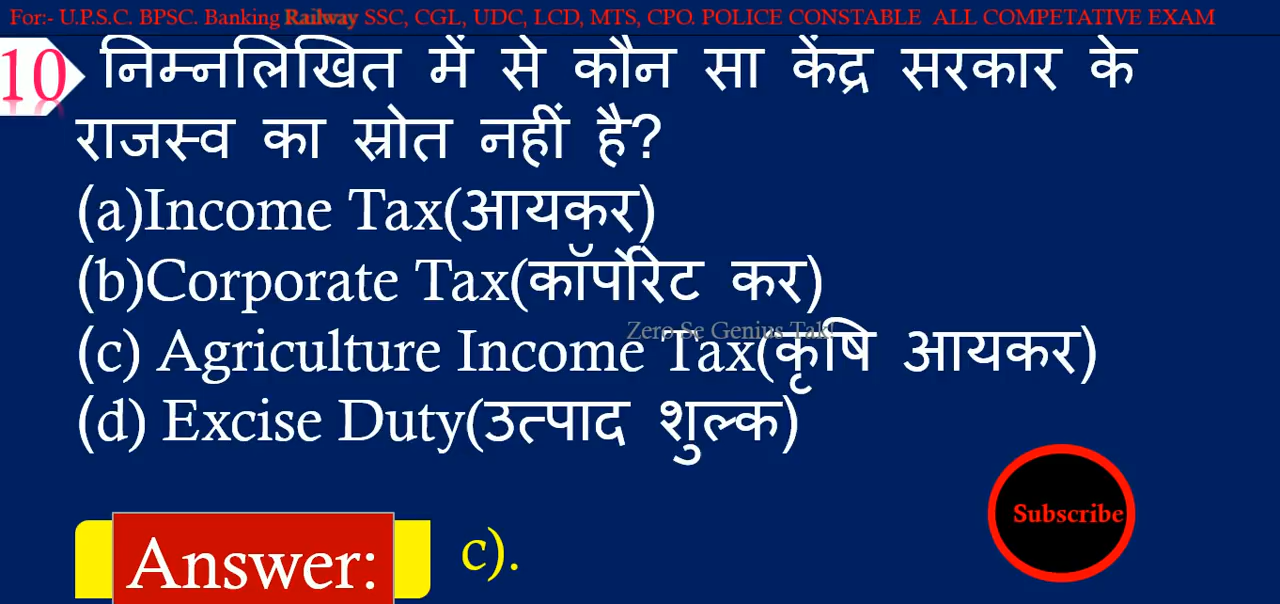 For:- U.P.S.C. BPSC. Banking Railway SSC, CGL, UDC, LCD, MTS, CPO. POLICE CONSTABLE ALL COMPETATIVE EXAM
10 निम्नलिखित में से कौन सा केंद्र सरकार के
राजस्व का स्रोत नहीं है?
(a)Income Tax(आयकर)
(b)Corporate Tax(कॉर्पोरेट कर)
Zero Se Genius Talk!
(c) Agriculture Income Tax(कृषि आयकर)
(d) Excise Duty(उत्पाद शुल्क)
Subscribe
Answer: c).